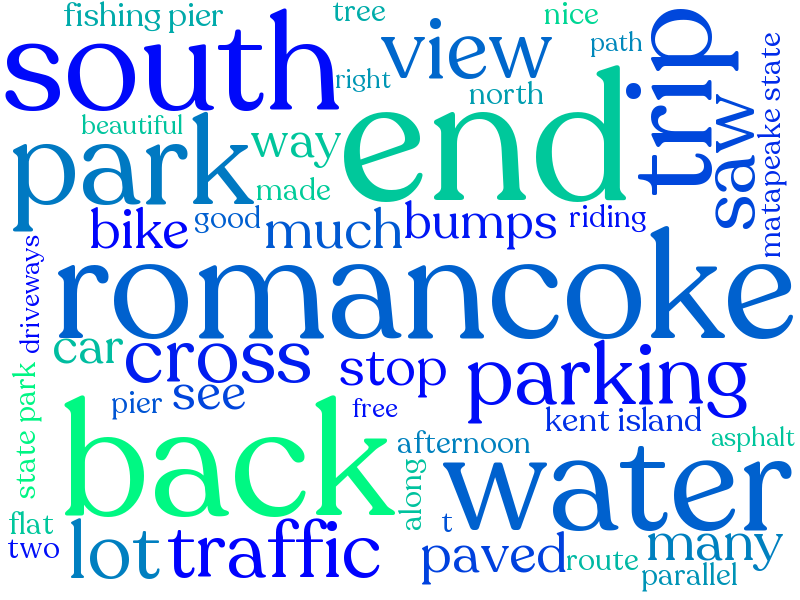 fishing pier
tree
nice
south
view
path
trip
right
north
saw
matapeake state
beautiful
way
end
park
made
bike
good
much
bumps
riding
driveways
romancoke
car
cross
stop
parking
state park
pier
see
free
kent island
back
afternoon
asphalt
along
water
flat
t
two
lot
traffic
paved
route
many
parallel